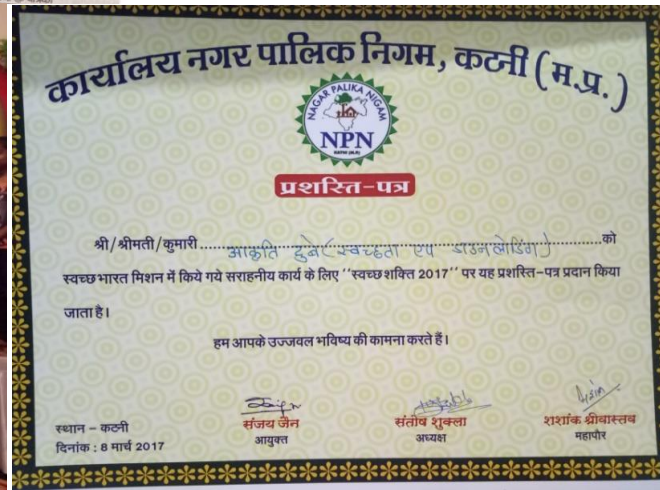 कार्यालय नगर पालिक निगम, कटनी (म.प्र.)
NAGAR PALIKA NIGAM
NPN
KATNI (M.P.)
प्रशस्ति-पत्र
श्री/श्रीमती/कुमारी आकृति दुबे (स्वच्छता एप डाउनलोडिंग) को
स्वच्छ भारत मिशन में किये गये सराहनीय कार्य के लिए ''स्वच्छ शक्ति 2017'' पर यह प्रशस्ति-पत्र प्रदान किया
जाता है।
हम आपके उज्जवल भविष्य की कामना करते हैं।
स्थान – कटनी
दिनांक : 8 मार्च 2017
संजय जैन
आयुक्त
संतोष शुक्ला
अध्यक्ष
शशांक श्रीवास्तव
महापौर